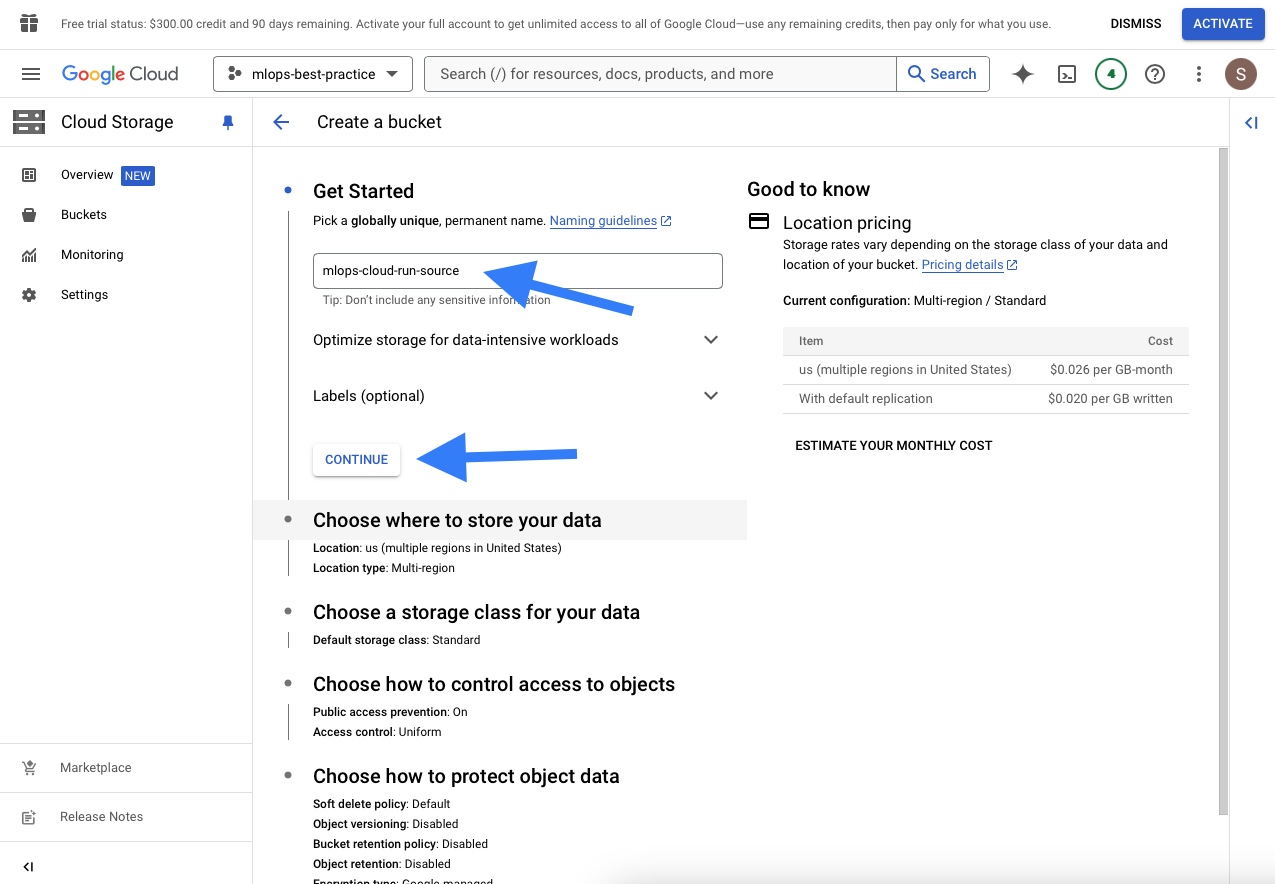 Free trial status: $300.00 credit and 90 days remaining. Activate your full account to get unlimited access to all of Google Cloud—use any remaining credits, then pay only for what you use.
DISMISS
ACTIVATE
Google Cloud
mlops-best-practice
Search (/) for resources, docs, products, and more
Search
4
S
Cloud Storage
Create a bucket
Overview NEW
Buckets
Monitoring
Settings
Marketplace
Release Notes
Get Started
Pick a globally unique, permanent name. Naming guidelines
mlops-cloud-run-source
Tip: Don't include any sensitive information
Optimize storage for data-intensive workloads
Labels (optional)
CONTINUE
Choose where to store your data
Location: us (multiple regions in United States)
Location type: Multi-region
Choose a storage class for your data
Default storage class: Standard
Choose how to control access to objects
Public access prevention: On
Access control: Uniform
Choose how to protect object data
Soft delete policy: Default
Object versioning: Disabled
Bucket retention policy: Disabled
Object retention: Disabled
Encryption type: Google managed
Good to know
Location pricing
Storage rates vary depending on the storage class of your data and
location of your bucket. Pricing details
Current configuration: Multi-region / Standard
Item Cost
us (multiple regions in United States) $0.026 per GB-month
With default replication $0.020 per GB written
ESTIMATE YOUR MONTHLY COST